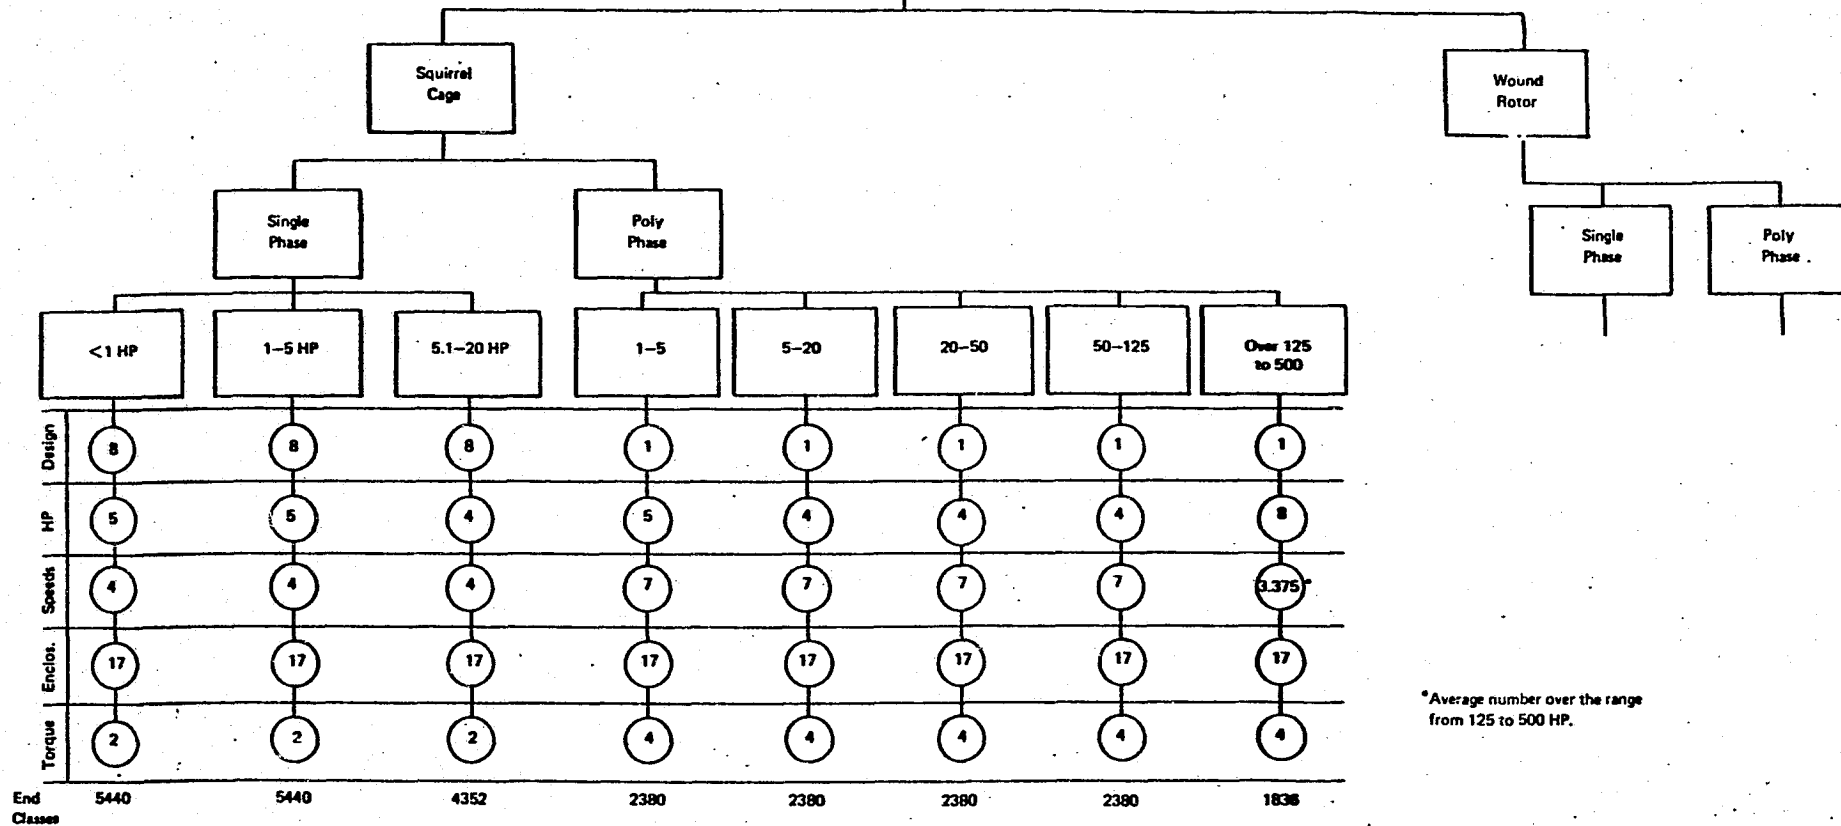 Squirrel
Cage
Wound
Rotor
Single
Phase
Poly
Phase
Single
Phase
Poly
Phase
<1 HP
1–5 HP
5.1–20 HP
1–5
5–20
20–50
50–125
Over 125
to 500
Design
8
8
8
1
1
1
1
1
HP
5
5
4
5
4
4
4
8
Speeds
4
4
4
7
7
7
7
3.375*
Enclos.
17
17
17
17
17
17
17
17
Torque
2
2
2
4
4
4
4
4
End
Classes
5440
5440
4352
2380
2380
2380
2380
1836
*Average number over the range
from 125 to 500 HP.